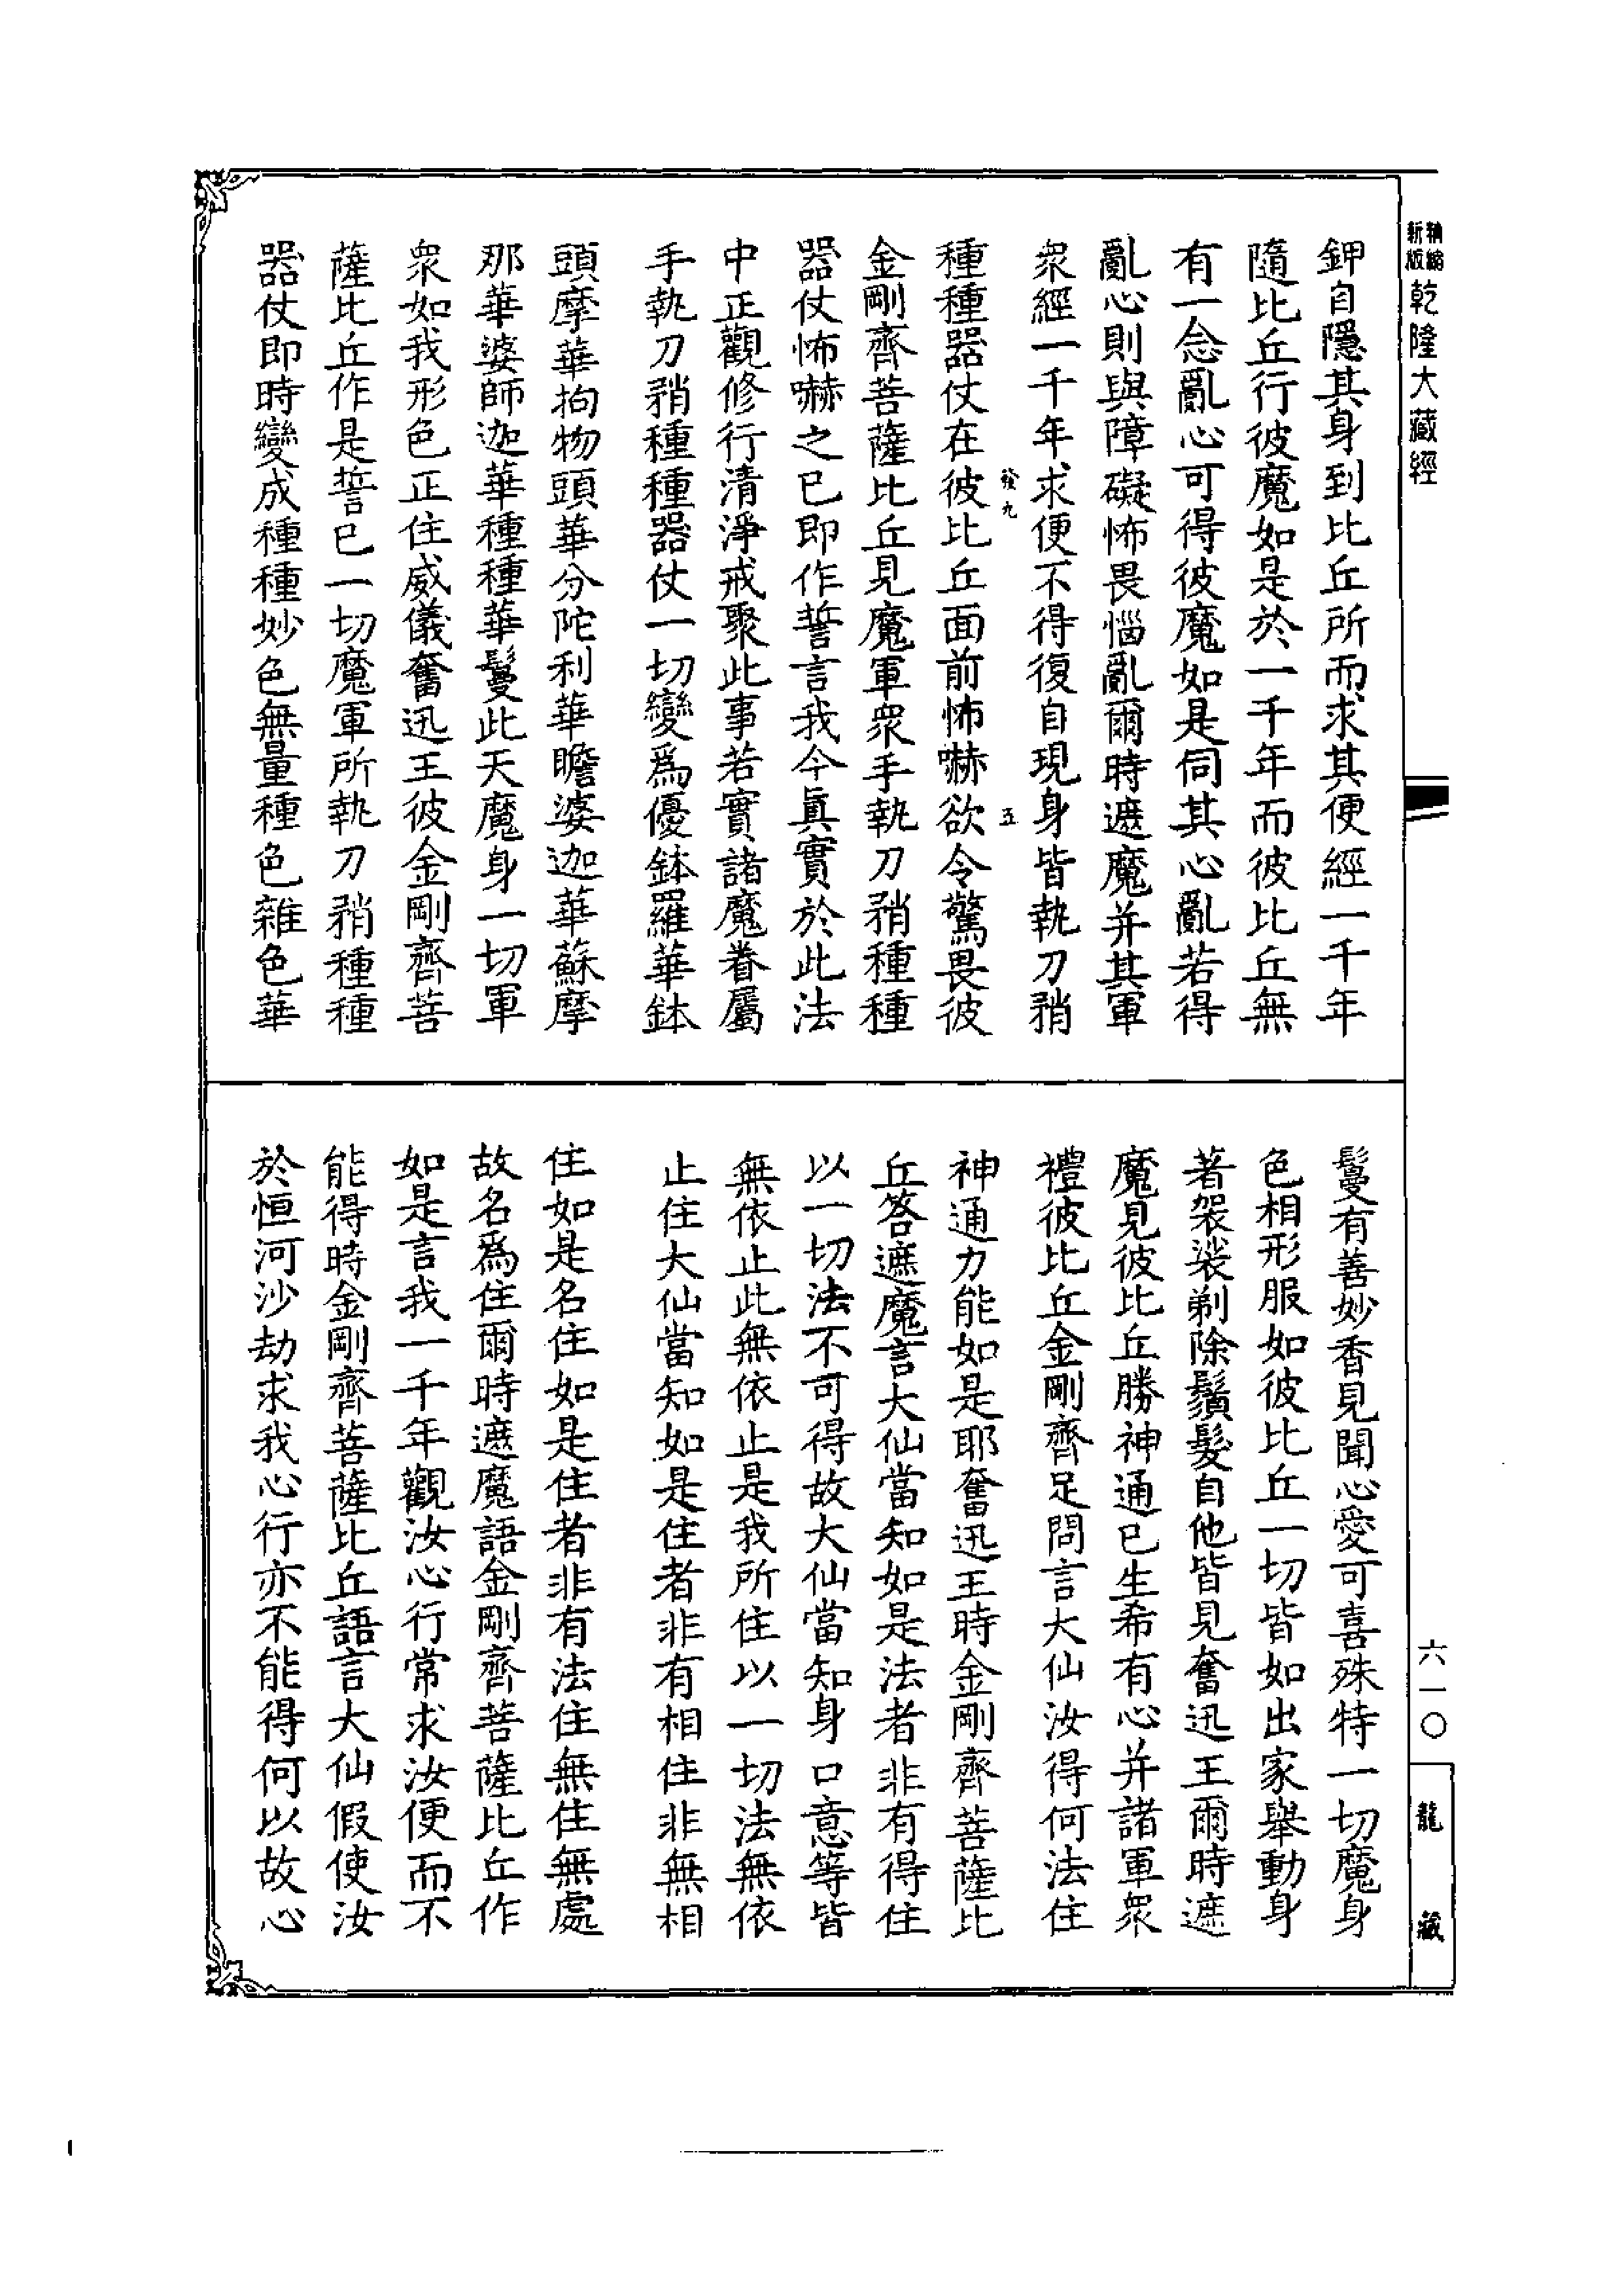 新版
精縮
乾隆大藏經
鉀自隱其身到比丘所而求其便經一千年
隨比丘行彼魔如是於一千年而彼比丘無
有一念亂心可得彼魔如是伺其心亂若得
亂心則與障礙怖畏惱亂爾時遮魔并其軍
衆經一千年求便不得復自現身皆執刀矟
發九
五
種種器仗在彼比丘面前怖嚇欲令驚畏彼
金剛齊菩薩比丘見魔軍衆手執刀矟種種
器仗怖嚇之已即作誓言我今眞實於此法
中正觀修行清淨戒聚此事若實諸魔眷屬
手執刀矟種種器仗一切變爲優鉢羅華鉢
頭摩華拘物頭華分陀利華瞻婆迦華蘇摩
那華婆師迦華種種華鬘此天魔身一切軍
衆如我形色正住威儀奮迅王彼金剛齊菩
薩比丘作是誓已一切魔軍所執刀矟種種
器仗即時變成種種妙色無量種色雜色華
鬘有善妙香見聞心愛可喜殊特一切魔身
色相形服如彼比丘一切皆如出家舉動身
著袈裟剃除鬚髮自他皆見奮迅王爾時遮
魔見彼比丘勝神通已生希有心并諸軍衆
禮彼比丘金剛齊足問言大仙汝得何法住
神通力能如是耶奮迅王時金剛齊菩薩比
丘答遮魔言大仙當知如是法者非有得住
以一切法不可得故大仙當知身口意等皆
無依止此無依止是我所住以一切法無依
止住大仙當知如是住者非有相住非無相
住如是名住如是住者非有法住無住無處
故名爲住爾時遮魔語金剛齊菩薩比丘作
如是言我一千年觀汝心行常求汝便而不
能得時金剛齊菩薩比丘語言大仙假使汝
於恒河沙劫求我心行亦不能得何以故心
六一〇
龍藏